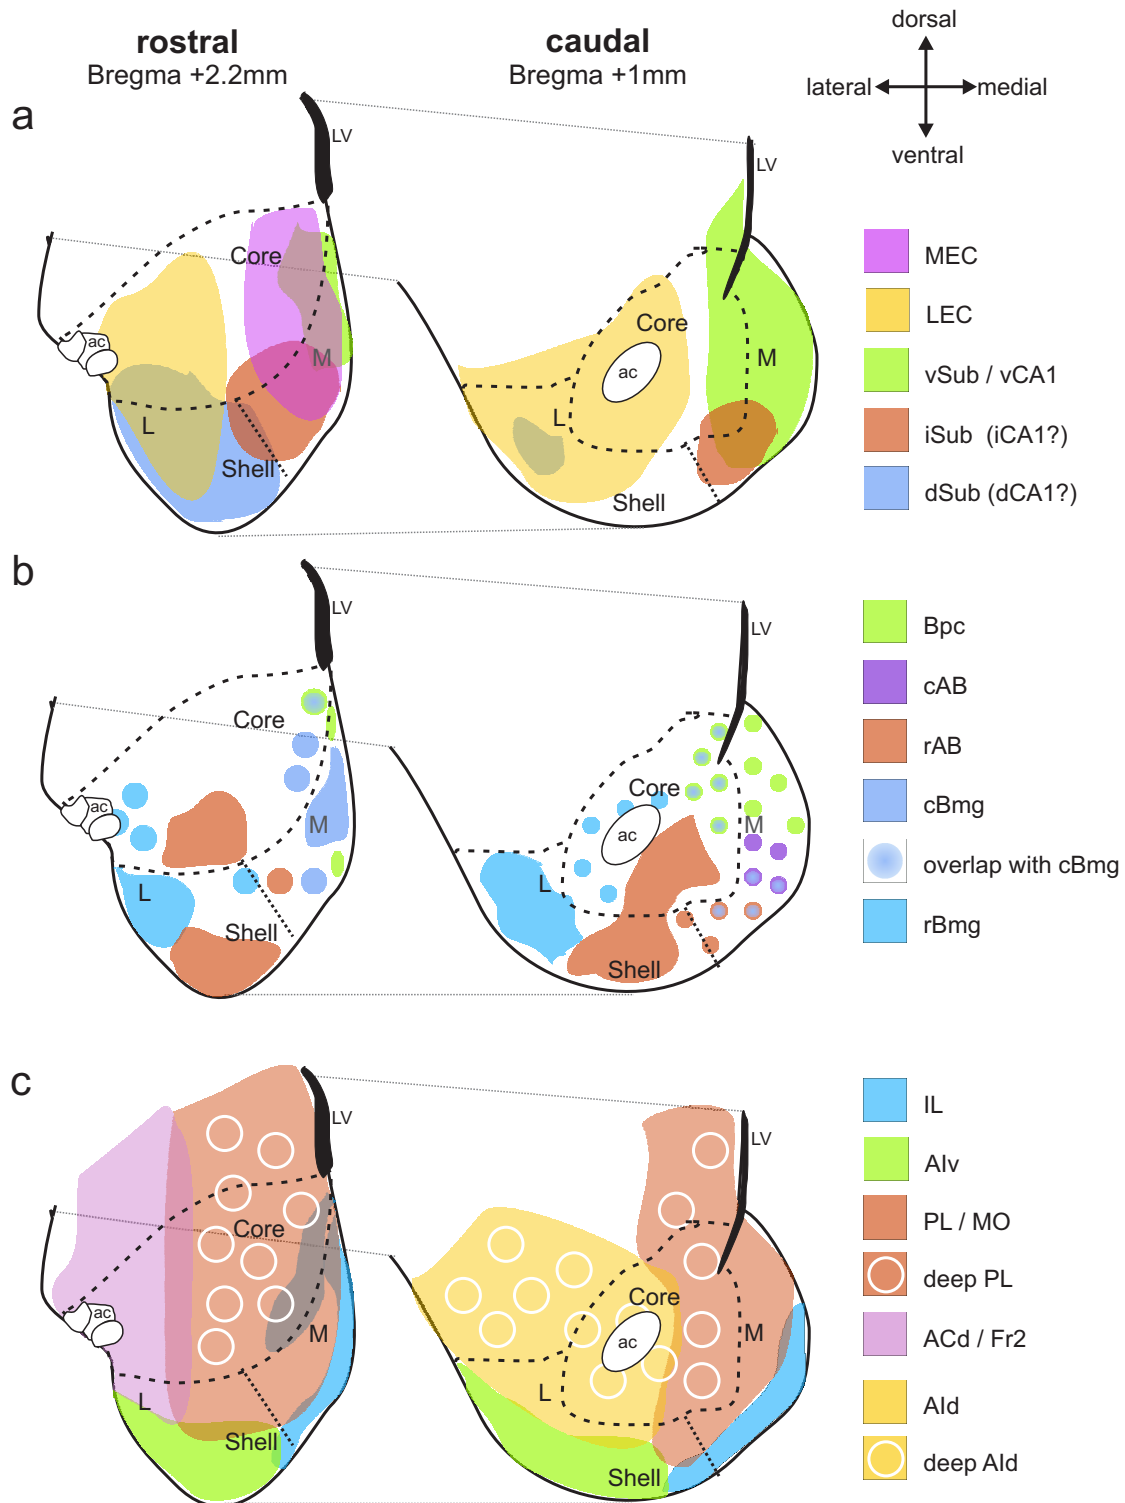 rostral
Bregma +2.2mm
caudal
Bregma +1mm
dorsal
lateral
medial
ventral
a
LV
Core
ac
M
L
Shell
LV
Core
ac
M
L
Shell
MEC
LEC
vSub / vCA1
iSub (iCA1?)
dSub (dCA1?)
b
LV
Core
ac
M
L
Shell
LV
Core
ac
M
L
Shell
Bpc
cAB
rAB
cBmg
overlap with cBmg
rBmg
c
LV
Core
ac
M
L
Shell
LV
Core
ac
M
L
Shell
IL
AIv
PL / MO
deep PL
ACd / Fr2
AId
deep AId